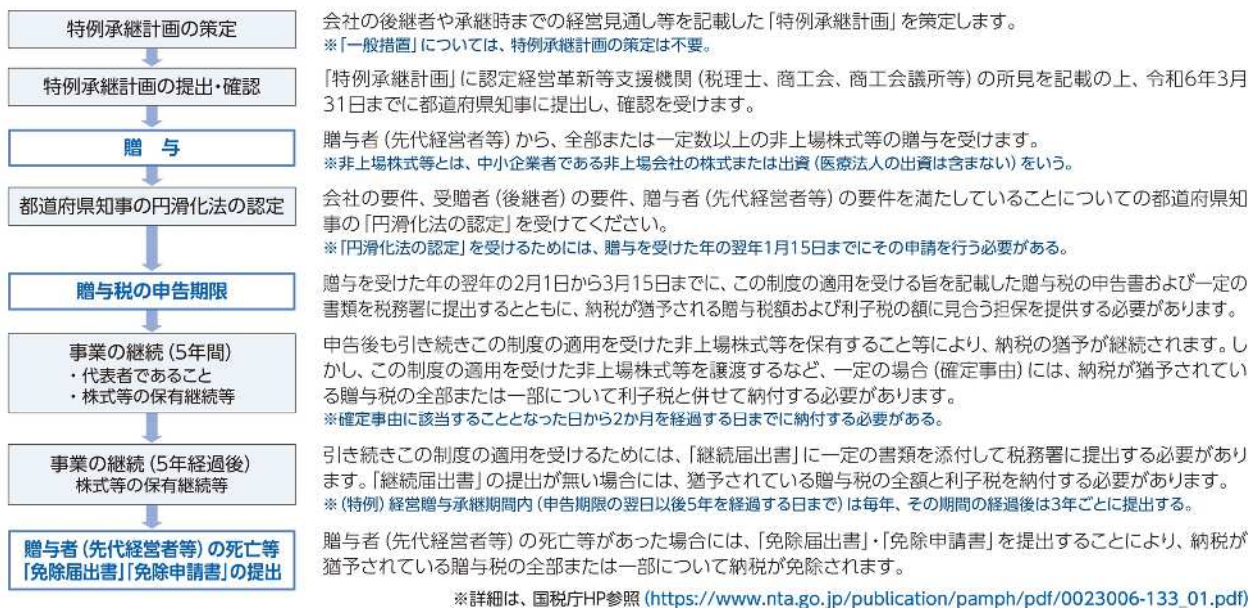 特例承継計画の策定
会社の後継者や承継時までの経営見通し等を記載した「特例承継計画」を策定します。
※「一般措置」については、特例承継計画の策定は不要。
特例承継計画の提出・確認
「特例承継計画」に認定経営革新等支援機関(税理士、商工会、商工会議所等)の所見を記載の上、令和6年3月
31日までに都道府県知事に提出し、確認を受けます。
贈 与
贈与者(先代経営者等)から、全部または一定数以上の非上場株式等の贈与を受けます。
※非上場株式等とは、中小企業者である非上場会社の株式または出資(医療法人の出資は含まない)をいう。
都道府県知事の円滑化法の認定
会社の要件、受贈者(後継者)の要件、贈与者(先代経営者等)の要件を満たしていることについての都道府県知
事の「円滑化法の認定」を受けてください。
※「円滑化法の認定」を受けるためには、贈与を受けた年の翌年1月15日までにその申請を行う必要がある。
贈与税の申告期限
贈与を受けた年の翌年の2月1日から3月15日までに、この制度の適用を受ける旨を記載した贈与税の申告書および一定の
書類を税務署に提出するとともに、納税が猶予される贈与税額および利子税の額に見合う担保を提供する必要があります。
事業の継続(5年間)
・代表者であること
・株式等の保有継続等
申告後も引き続きこの制度の適用を受けた非上場株式等を保有すること等により、納税の猶予が継続されます。し
かし、この制度の適用を受けた非上場株式等を譲渡するなど、一定の場合(確定事由)には、納税が猶予されてい
る贈与税の全部または一部について利子税と併せて納付する必要があります。
※確定事由に該当することとなった日から2か月を経過する日までに納付する必要がある。
事業の継続(5年経過後)
株式等の保有継続等
引き続きこの制度の適用を受けるためには、「継続届出書」に一定の書類を添付して税務署に提出する必要があり
ます。「継続届出書」の提出が無い場合には、猶予されている贈与税の全額と利子税を納付する必要があります。
※(特例)経営贈与承継期間内(申告期限の翌日以後5年を経過する日まで)は毎年、その期間の経過後は3年ごとに提出する。
贈与者(先代経営者等)の死亡等
「免除届出書」「免除申請書」の提出
贈与者(先代経営者等)の死亡等があった場合には、「免除届出書」・「免除申請書」を提出することにより、納税が
猶予されている贈与税の全部または一部について納税が免除されます。
※詳細は、国税庁HP参照(https://www.nta.go.jp/publication/pamph/pdf/0023006-133_01.pdf)